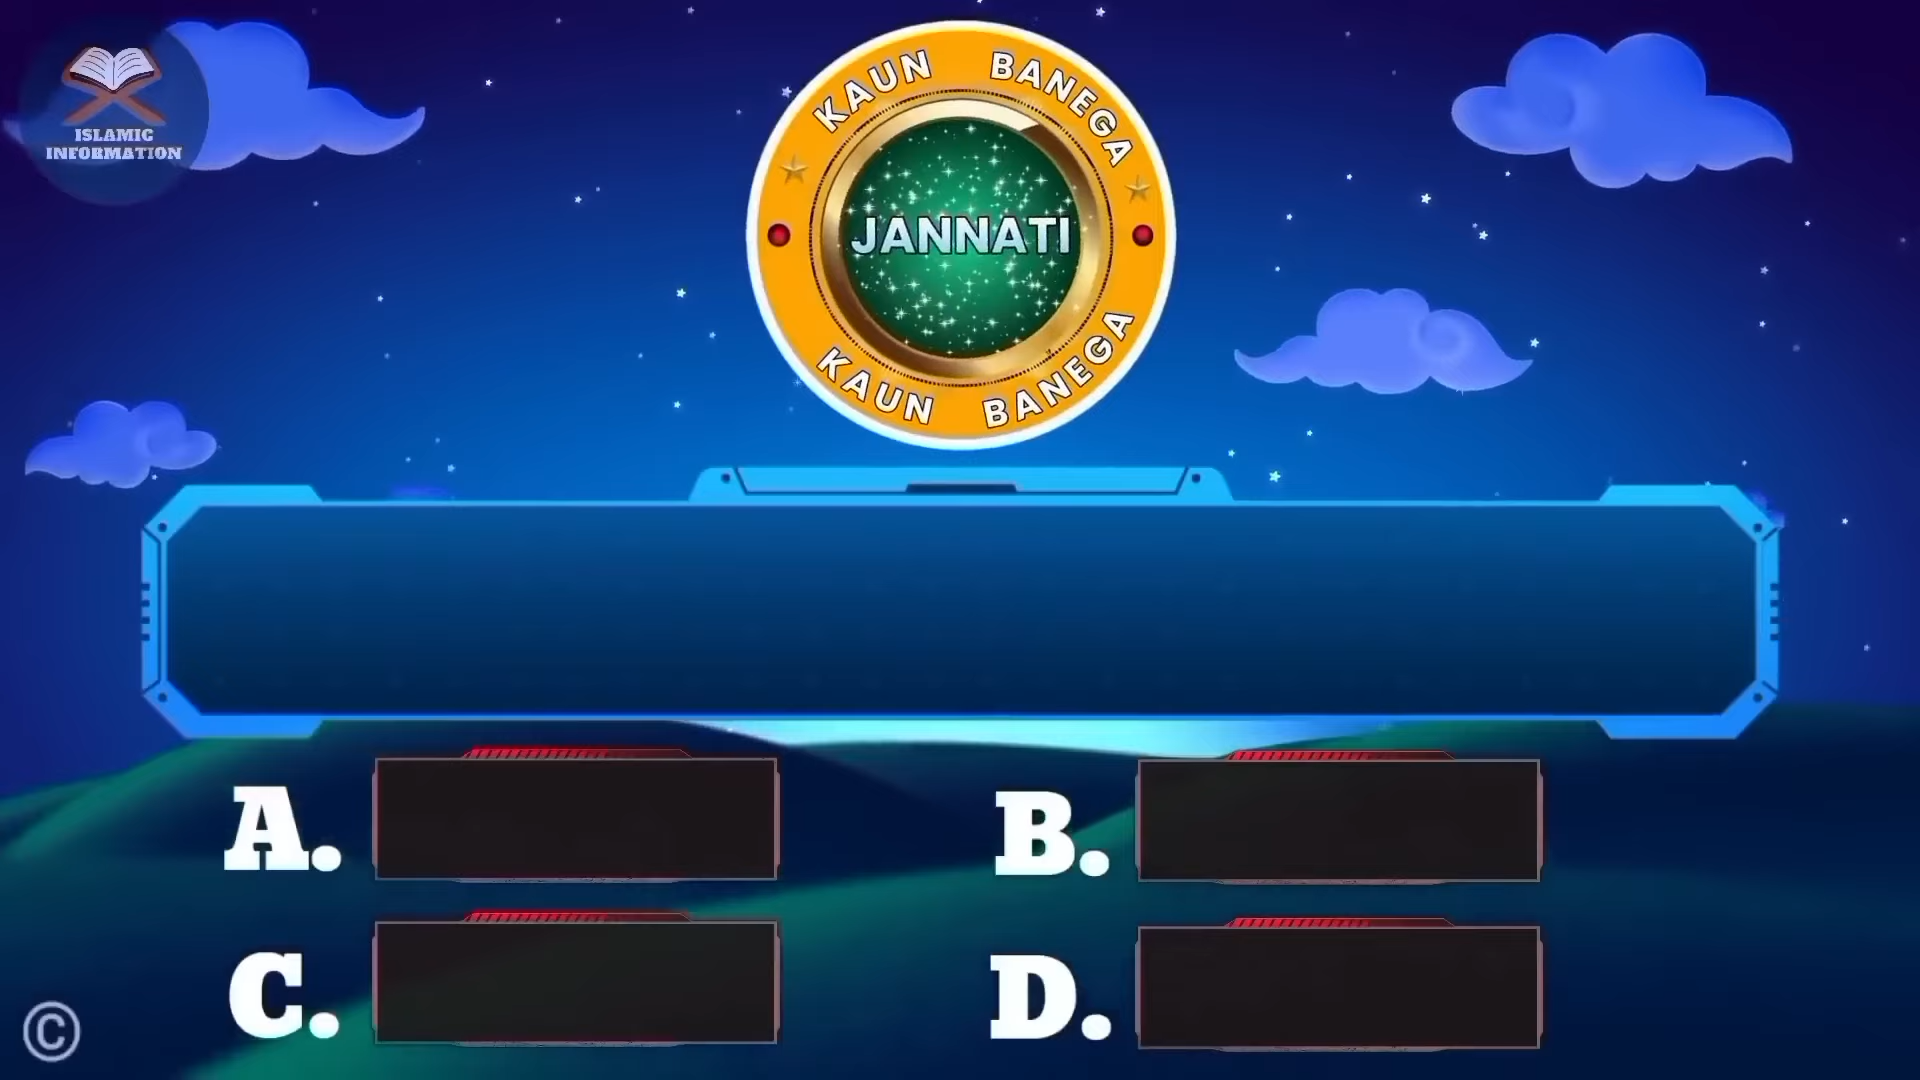 ISLAMIC
INFORMATION
KAUN BANEGA
JANNATI
KAUN BANEGA
A.
B.
C.
D.
©